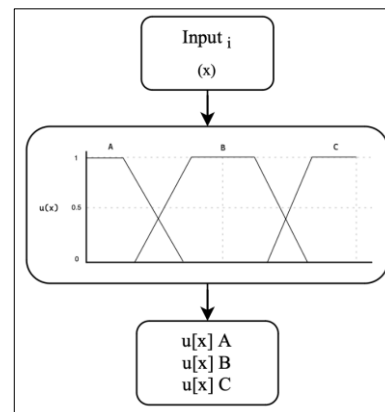 Input i
(x)
A B C
1
u(x) 0.5
0
u[x] A
u[x] B
u[x] C